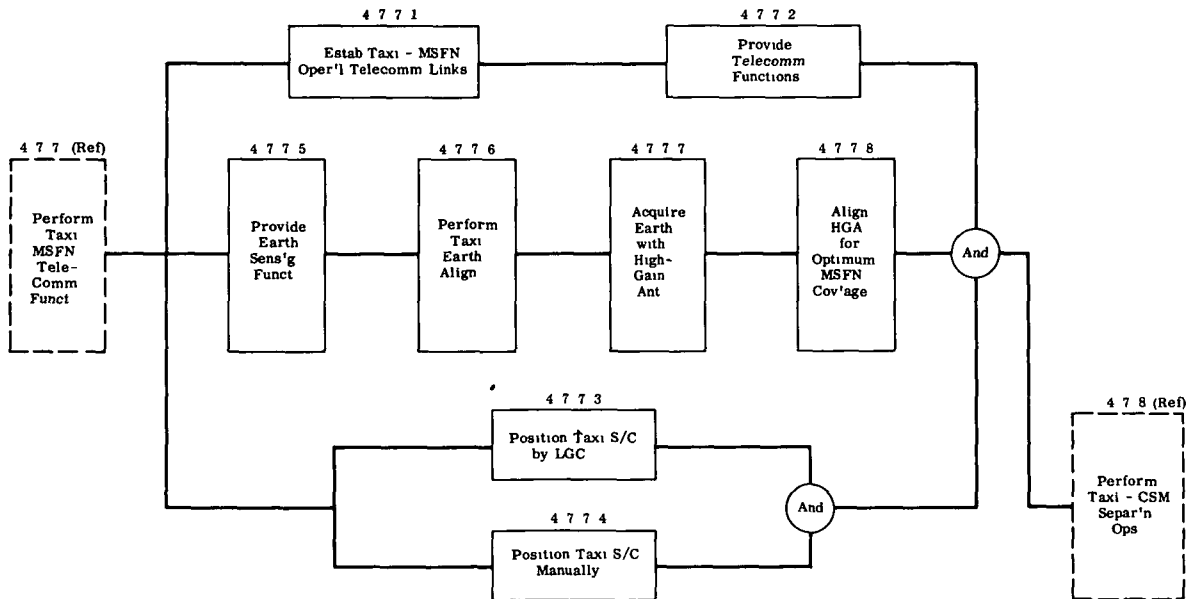 4 7 7 1
Estab Taxi - MSFN
Oper'l Telecomm Links
4 7 7 2
Provide
Telecomm
Functions
4 7 7 (Ref)
Perform
Taxi
MSFN
Tele-
Comm
Funct
4 7 7 5
Provide
Earth
Sens'g
Funct
4 7 7 6
Perform
Taxi
Earth
Align
4 7 7 7
Acquire
Earth
with
High-
Gain
Ant
4 7 7 8
Align
HGA
for
Optimum
MSFN
Cov'age
And
4 7 7 3
Position Taxi S/C
by LGC
4 7 7 4
Position Taxi S/C
Manually
And
4 7 8 (Ref)
Perform
Taxi - CSM
Separ'n
Ops